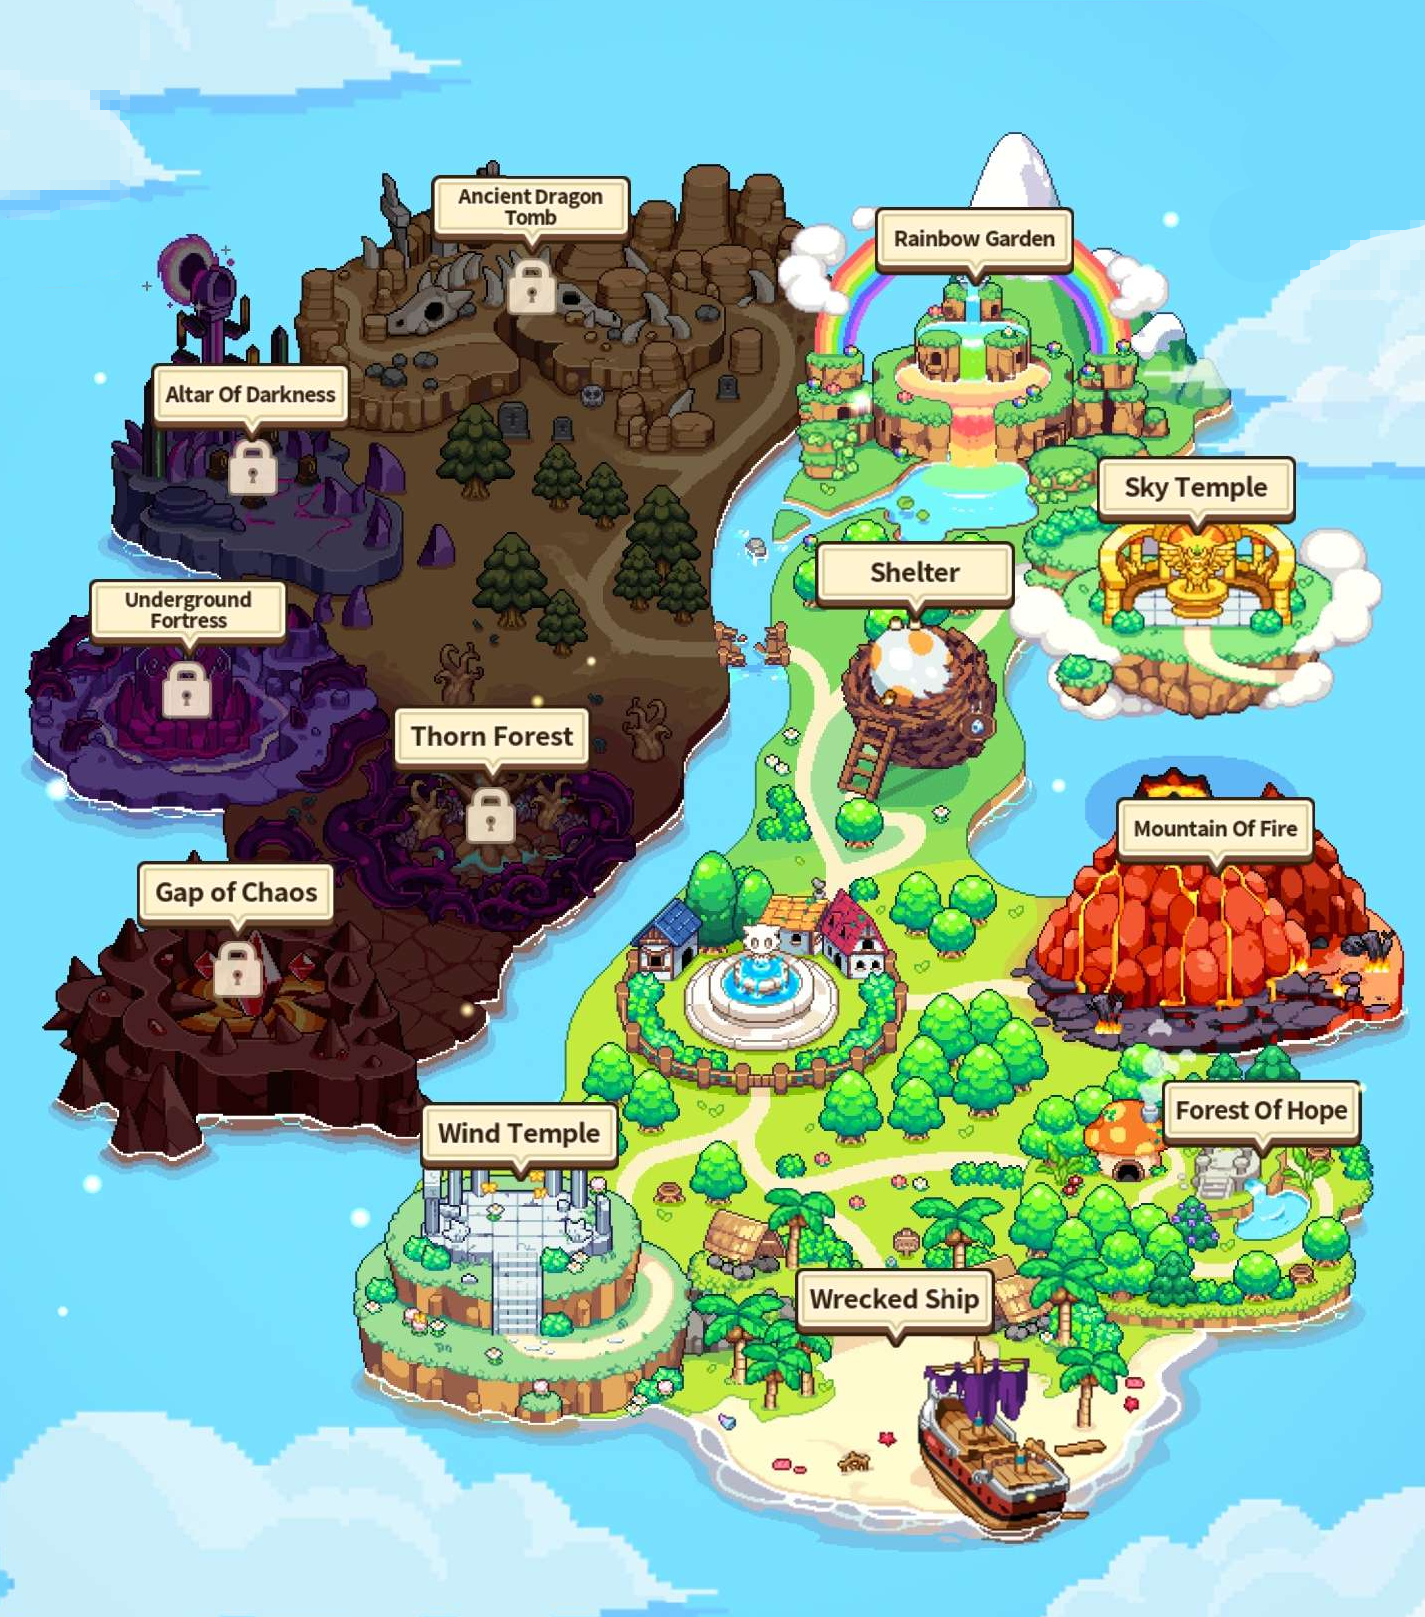 Ancient Dragon
Tomb
Rainbow Garden
Altar Of Darkness
Sky Temple
Shelter
Underground
Fortress
Thorn Forest
Mountain Of Fire
Gap of Chaos
Forest Of Hope
Wind Temple
Wrecked Ship